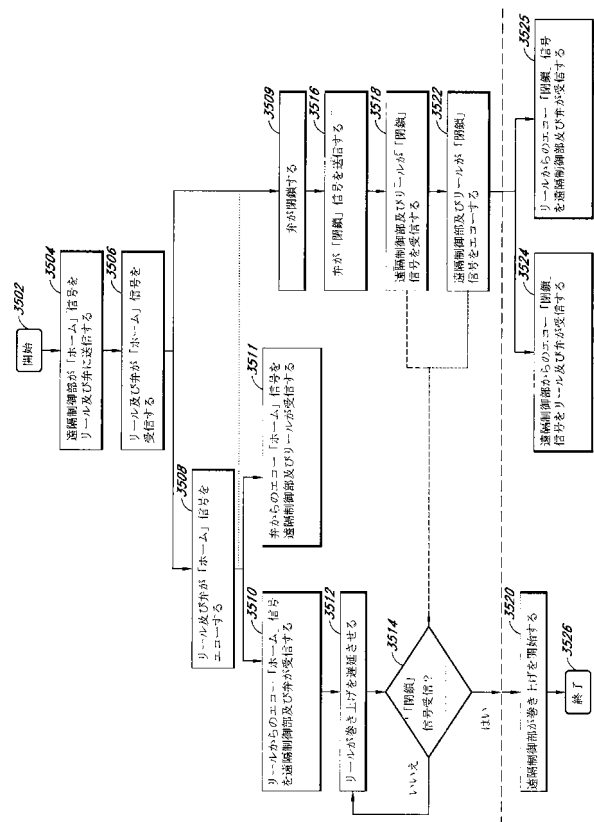 3502
開始
3504
遠隔制御部が「ホーム」信号を
リール及び弁に送信する
3506
リール及び弁が「ホーム」信号を
受信する
3508
リール及び弁が「ホーム」信号を
エコーする
3509
弁が閉鎖する
3510
リールからのエコー「ホーム」信号
を遠隔制御部及び弁が受信する
3511
弁からのエコー「ホーム」信号を
遠隔制御部及びリールが受信する
3516
弁が「閉鎖」信号を送信する
3512
リールが巻き上げを遅延させる
3518
遠隔制御部及びリールが「閉鎖」
信号を受信する
3514
「閉鎖」
信号受信?
いいえ
はい
3522
遠隔制御部及びリールが「閉鎖」
信号をエコーする
3520
遠隔制御部が巻き上げを開始する
3524
遠隔制御部からのエコー「閉鎖」
信号をリール及び弁が受信する
3525
リールからのエコー「閉鎖」信号
を遠隔制御部及び弁が受信する
3526
終了